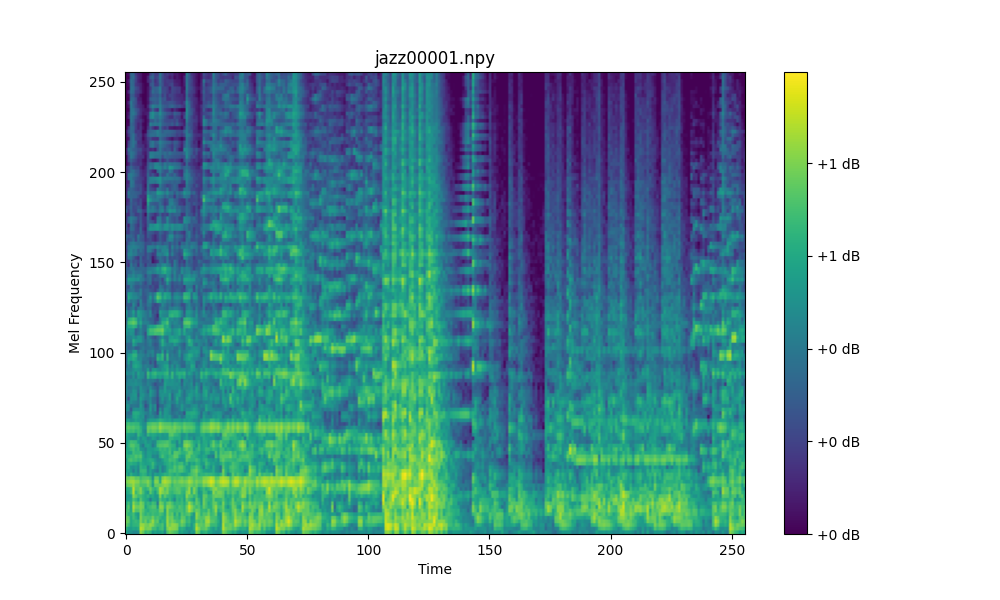 jazz00001.npy
Mel Frequency
250
200
150
100
50
0
0 50 100 150 200 250
Time
+1 dB
+1 dB
+0 dB
+0 dB
+0 dB